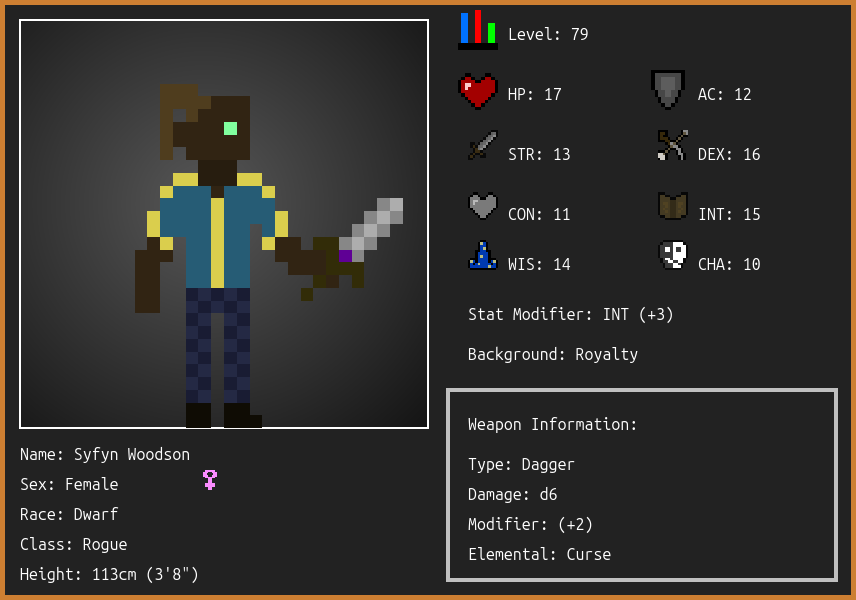 Level: 79
HP: 17
AC: 12
STR: 13
DEX: 16
CON: 11
INT: 15
WIS: 14
CHA: 10
Stat Modifier: INT (+3)
Background: Royalty
Weapon Information:
Type: Dagger
Damage: d6
Modifier: (+2)
Elemental: Curse
Name: Syfyn Woodson
Sex: Female
Race: Dwarf
Class: Rogue
Height: 113cm (3'8")